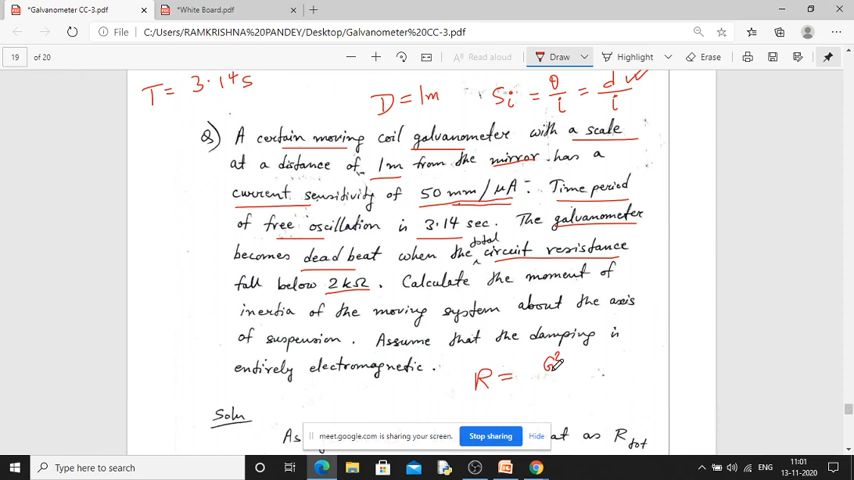 *Galvanometer CC-3.pdf
*White Board.pdf
C:/Users/RAMKRISHNA PANDEY/Desktop/Galvanometer%20CC-3.pdf
19 of 20
Read aloud
Draw
Highlight
Erase
T = 3.14 s
D = 1m
Si = θ/i = d/i
Q) A certain moving coil galvanometer with a scale
at a distance of 1m from the mirror has a
current sensitivity of 50 mm/μA. Time period
of free oscillation is 3.14 sec. The galvanometer
becomes dead beat when the total circuit resistance
fall below 2kΩ. Calculate the moment of
inertia of the moving system about the axis
of suspension. Assume that the damping is
entirely electromagnetic.
R =
Soln
meet.google.com is sharing your screen.
Stop sharing
Hide
at as Rtot
Type here to search
ENG
11:01
13-11-2020